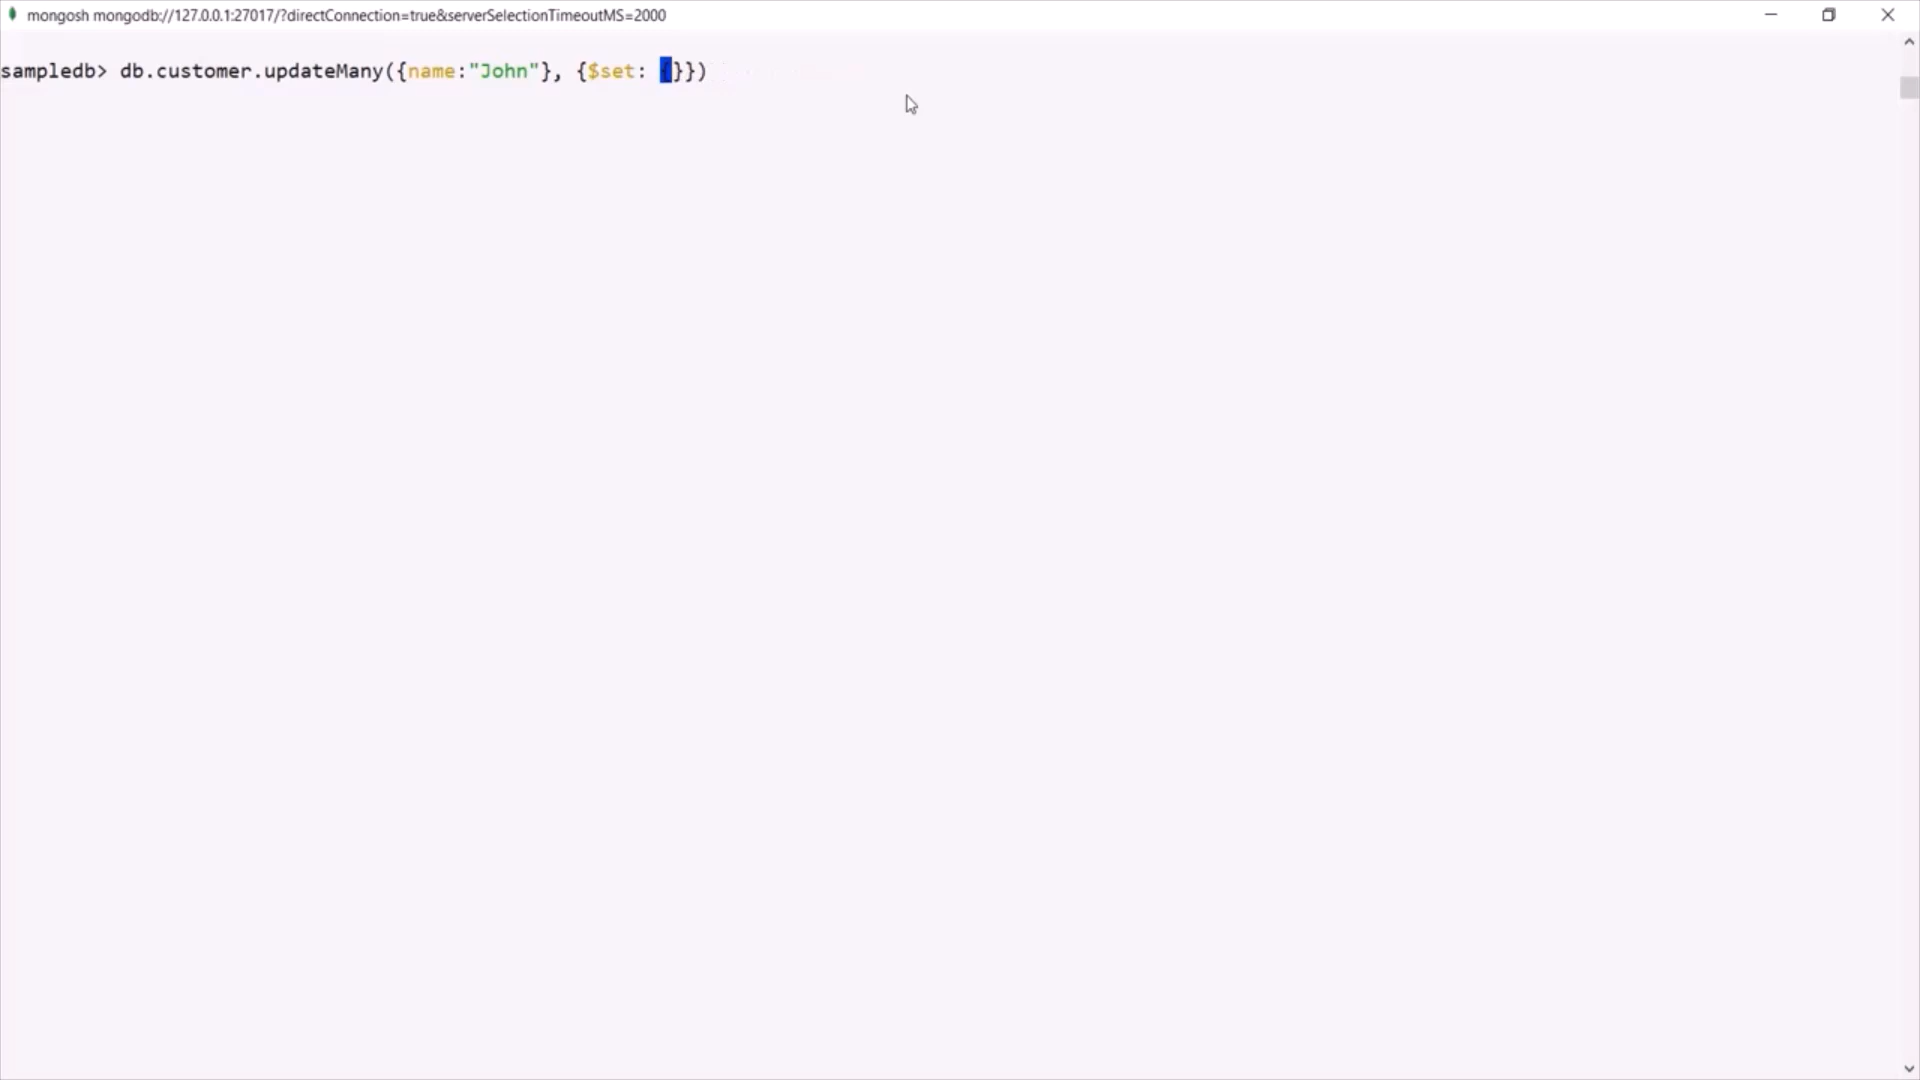 mongosh mongodb://127.0.0.1:27017/?directConnection=true&serverSelectionTimeoutMS=2000
sampledb> db.customer.updateMany({name:"John"}, {$set: {}})